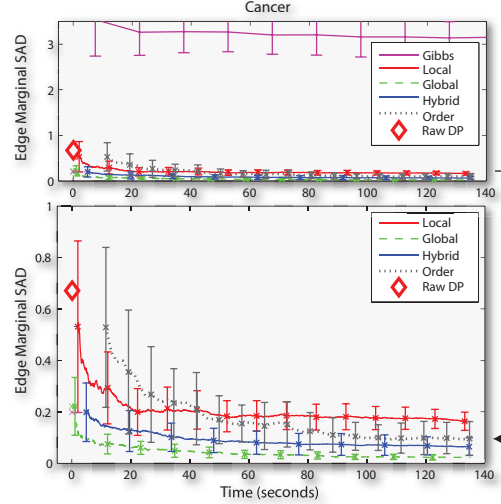 Cancer
Edge Marginal SAD
3
2
1
0
Gibbs
Local
Global
Hybrid
Order
Raw DP
0 20 40 60 80 100 120 140
Edge Marginal SAD
1
0.8
0.6
0.4
0.2
0
Local
Global
Hybrid
Order
Raw DP
0 20 40 60 80 100 120 140
Time (seconds)